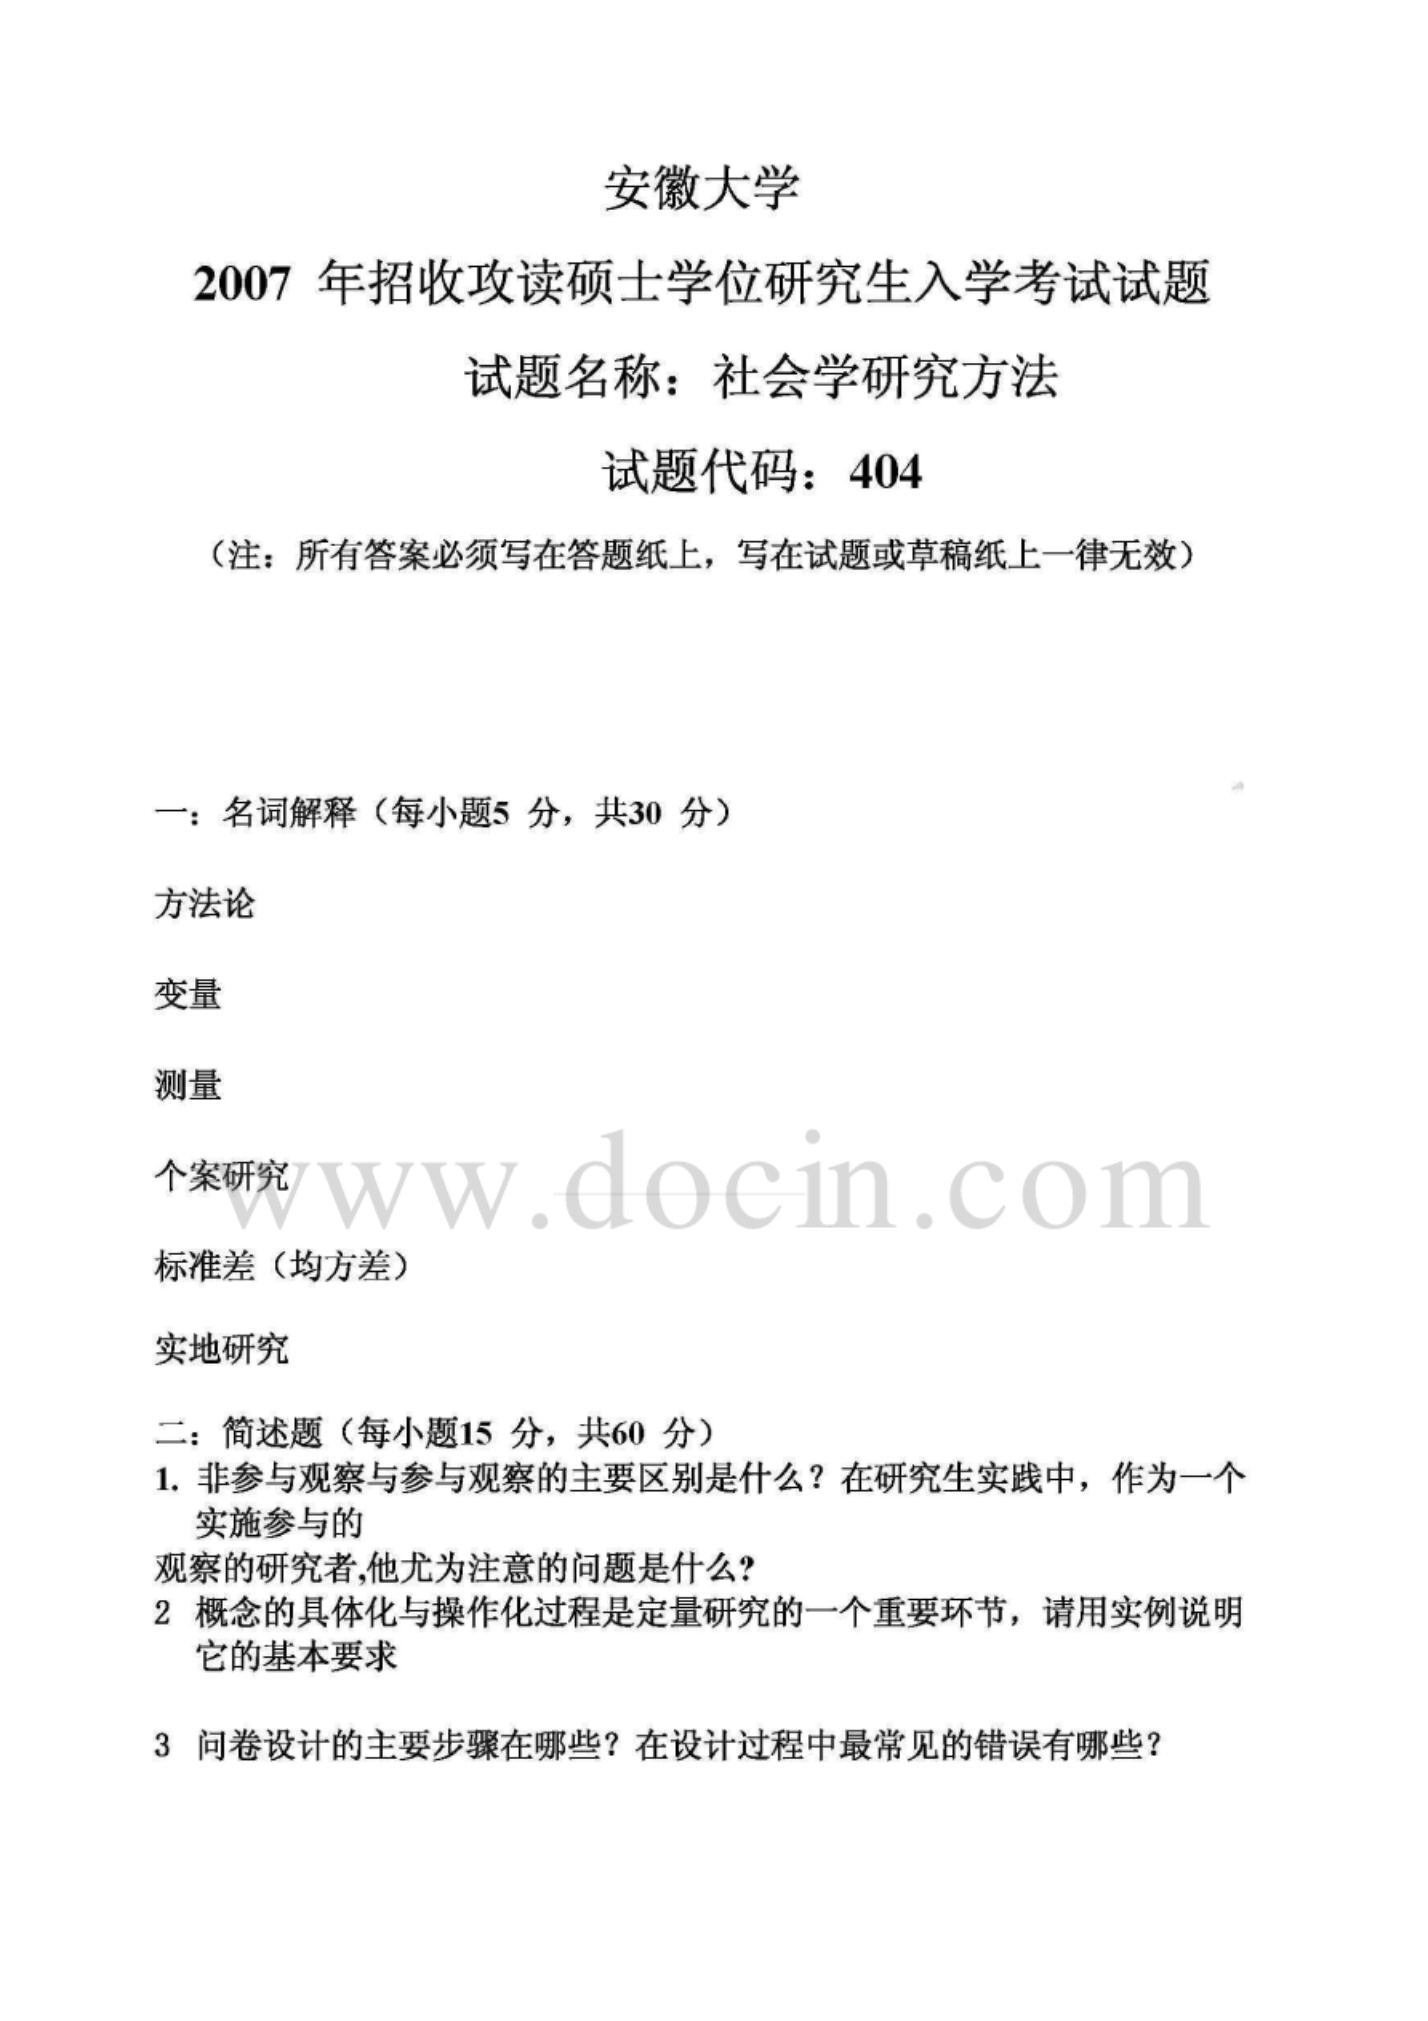 安徽大学
2007 年招收攻读硕士学位研究生入学考试试题
试题名称：社会学研究方法
试题代码：404
（注：所有答案必须写在答题纸上，写在试题或草稿纸上一律无效）
一：名词解释（每小题5 分，共30 分）
方法论
变量
测量
www.docin.com
个案研究
标准差（均方差）
实地研究
二：简述题（每小题15 分，共60 分）
1. 非参与观察与参与观察的主要区别是什么？在研究生实践中，作为一个
实施参与的
观察的研究者,他尤为注意的问题是什么?
2 概念的具体化与操作化过程是定量研究的一个重要环节，请用实例说明
它的基本要求
3 问卷设计的主要步骤在哪些？在设计过程中最常见的错误有哪些？